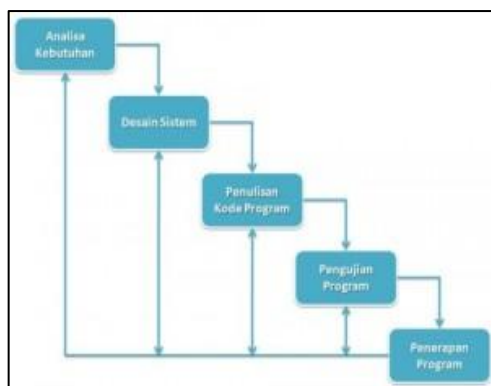 Analisa
Kebutuhan
Desain Sistem
Penulisan
Kode Program
Pengujian
Program
Penerapan
Program